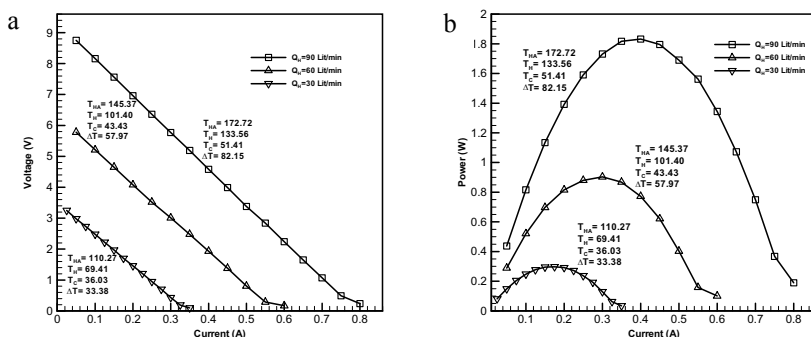 a
Q_H=90 Lit/min
Q_H=60 Lit/min
Q_H=30 Lit/min
T_HA= 172.72
T_H= 133.56
T_C= 51.41
ΔT= 82.15
T_HA= 145.37
T_H= 101.40
T_C= 43.43
ΔT= 57.97
T_HA= 110.27
T_H= 69.41
T_C= 36.03
ΔT= 33.38
Voltage (V)
9
8
7
6
5
4
3
2
1
0
0 0.1 0.2 0.3 0.4 0.5 0.6 0.7 0.8
Current (A)
b
Q_H=90 Lit/min
Q_H=60 Lit/min
Q_H=30 Lit/min
T_HA= 172.72
T_H= 133.56
T_C= 51.41
ΔT= 82.15
T_HA= 145.37
T_H= 101.40
T_C= 43.43
ΔT= 57.97
T_HA= 110.27
T_H= 69.41
T_C= 36.03
ΔT= 33.38
Power (W)
2
1.8
1.6
1.4
1.2
1
0.8
0.6
0.4
0.2
0
0 0.1 0.2 0.3 0.4 0.5 0.6 0.7 0.8
Current (A)